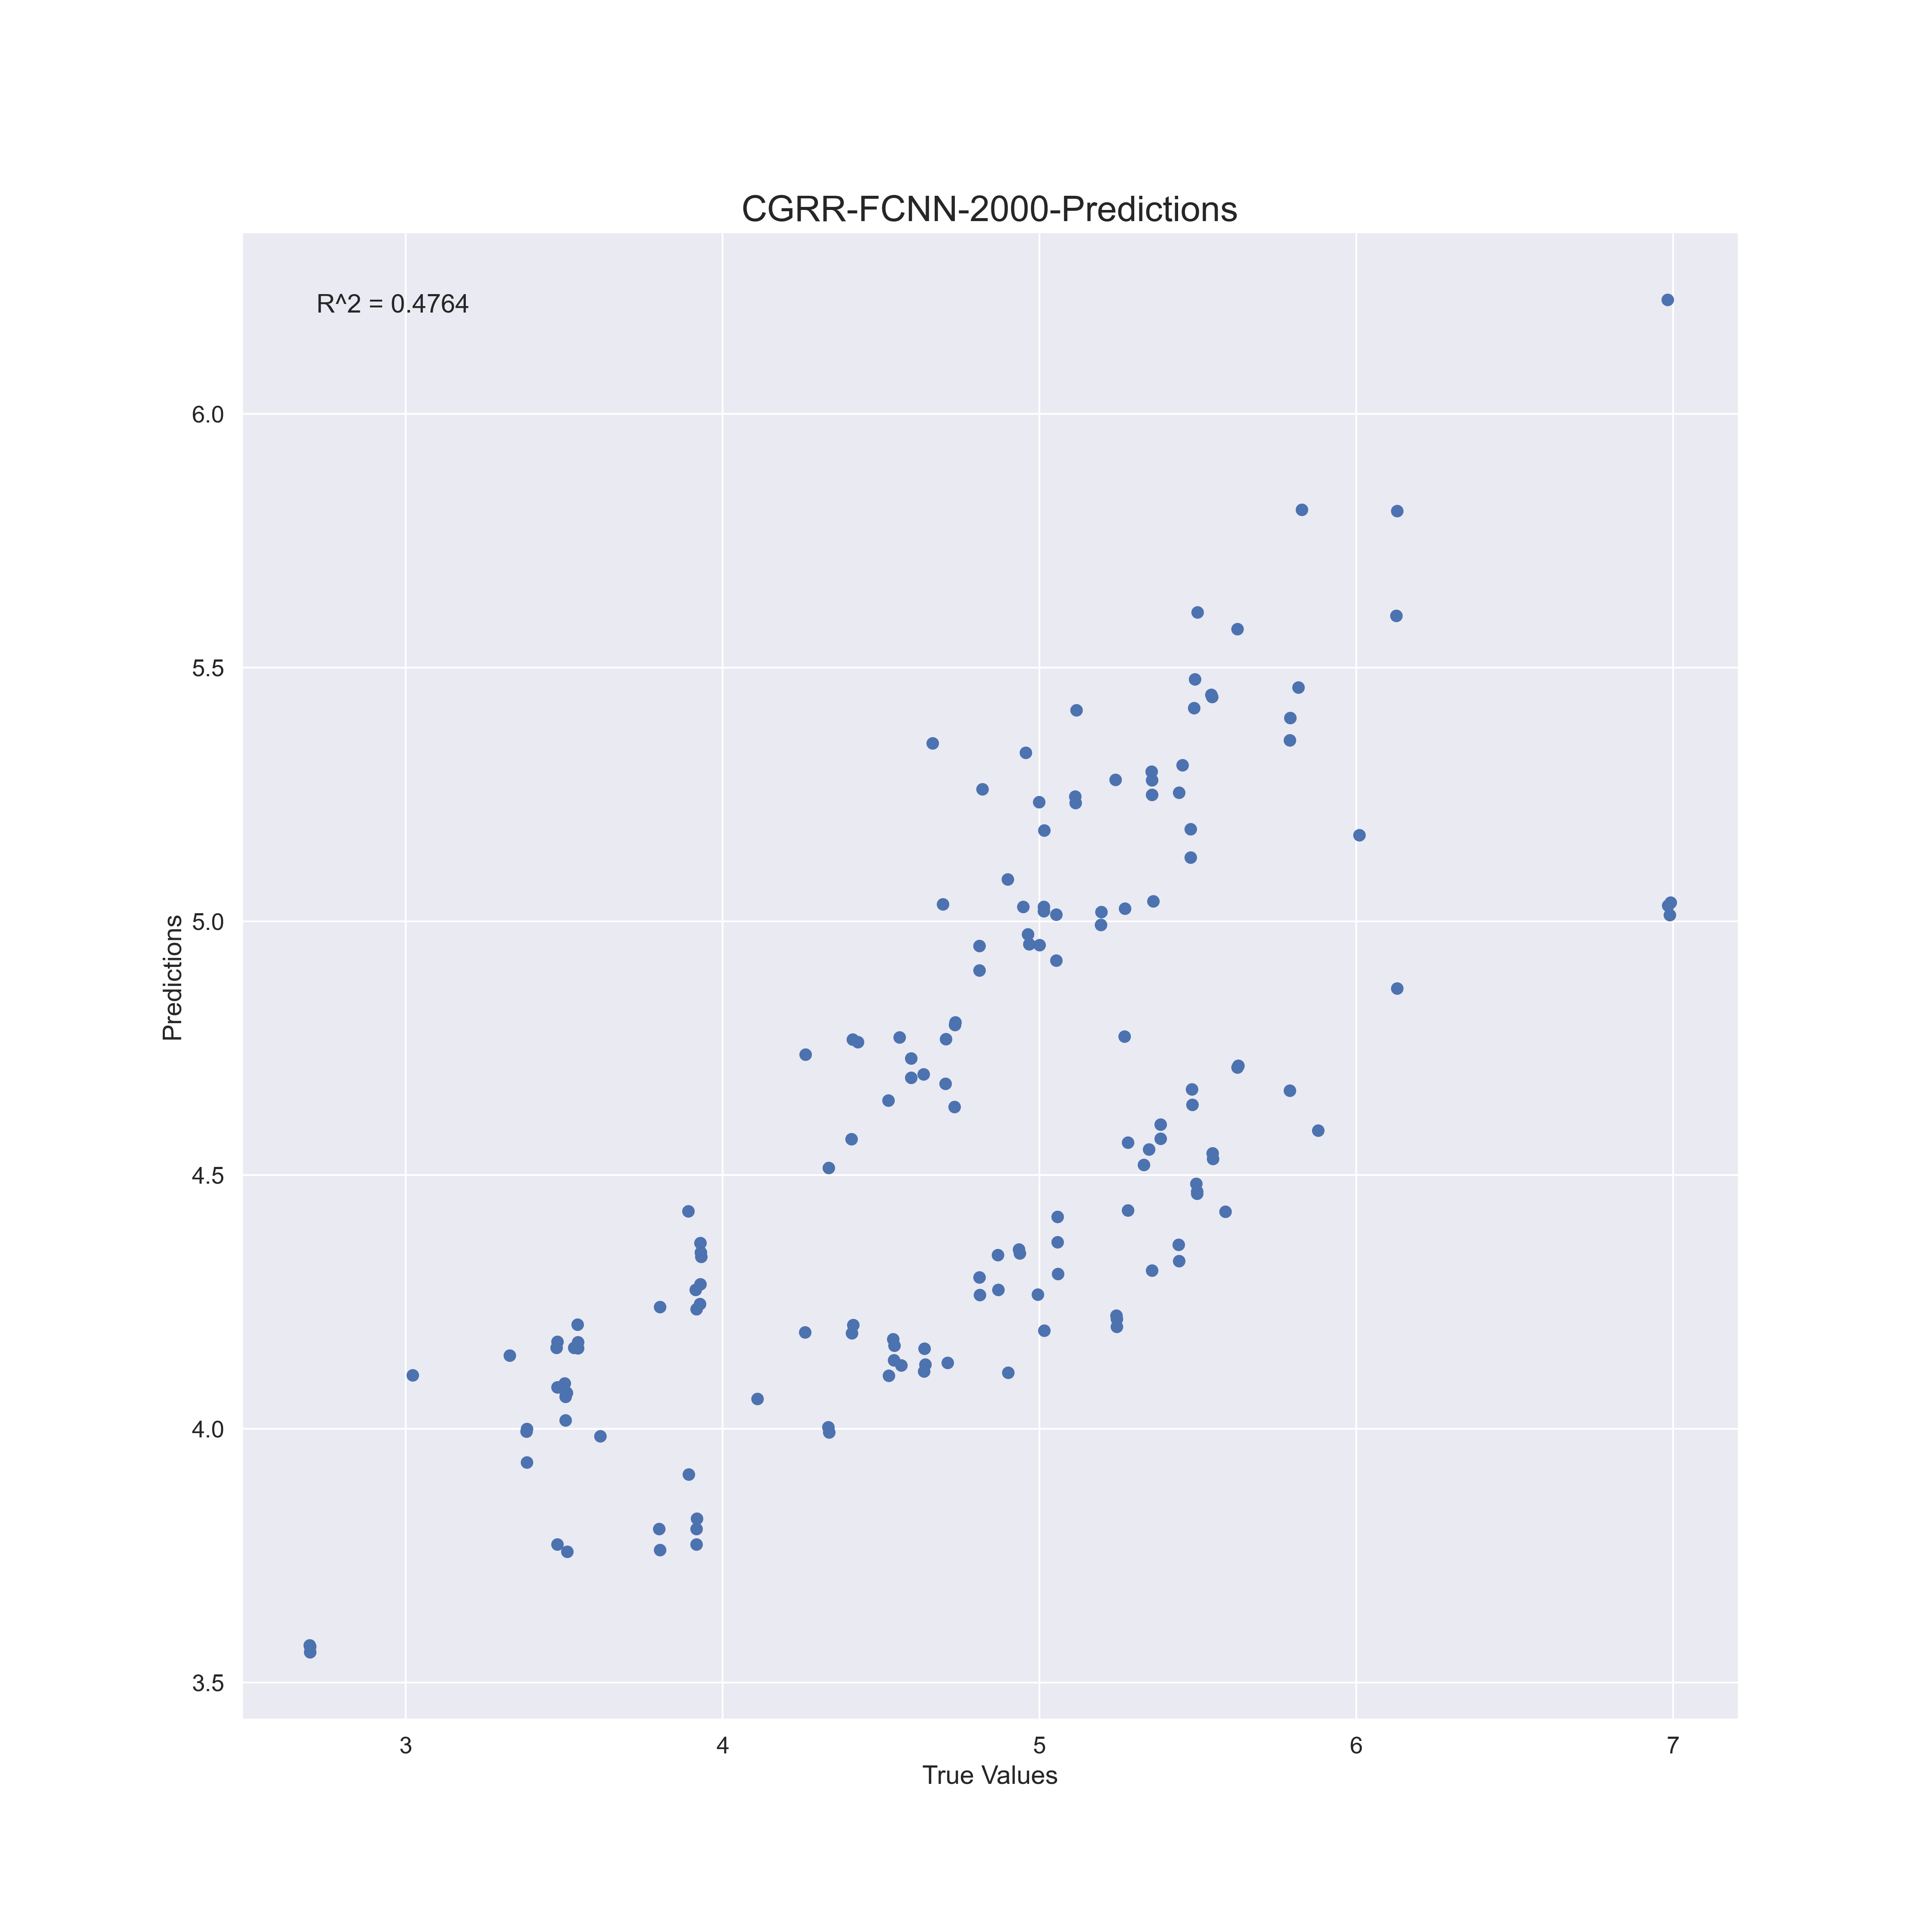 CGRR-FCNN-2000-Predictions
R^2 = 0.4764
6.0
5.5
5.0
4.5
4.0
3.5
Predictions
3 4 5 6 7
True Values